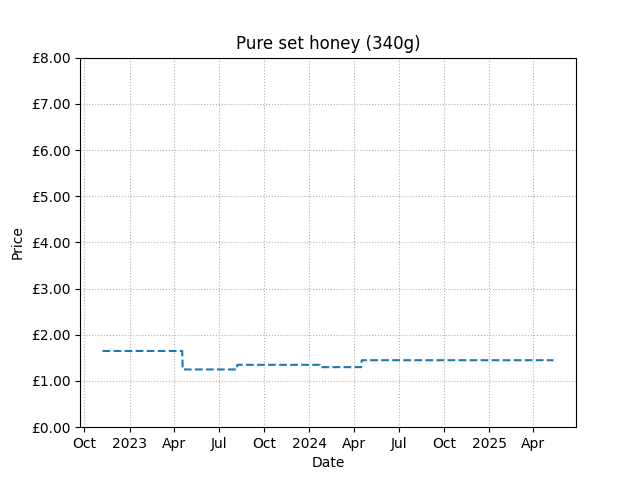 Pure set honey (340g)
£8.00
£7.00
£6.00
£5.00
£4.00
£3.00
£2.00
£1.00
£0.00
Price
Oct 2023 Apr Jul Oct 2024 Apr Jul Oct 2025 Apr
Date